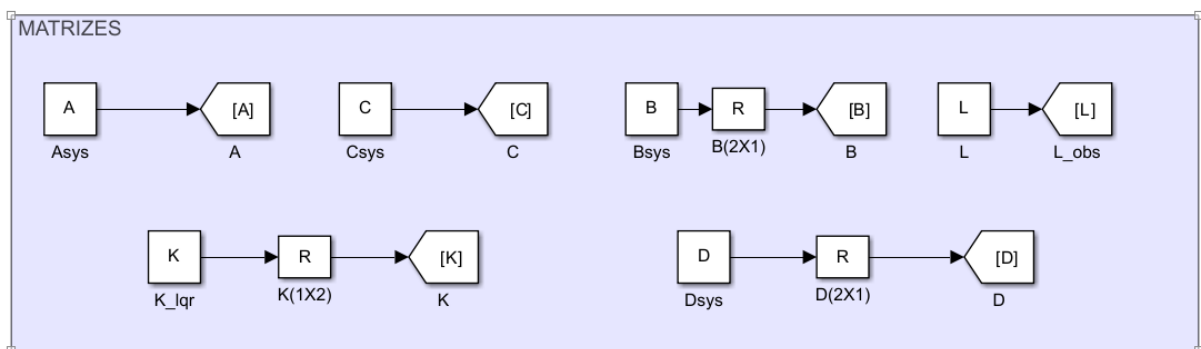 MATRIZES
A [A] C [C] B R [B] L [L]
Asys A Csys C Bsys B(2X1) B L L_obs
K R [K] D R [D]
K_lqr K(1X2) K Dsys D(2X1) D